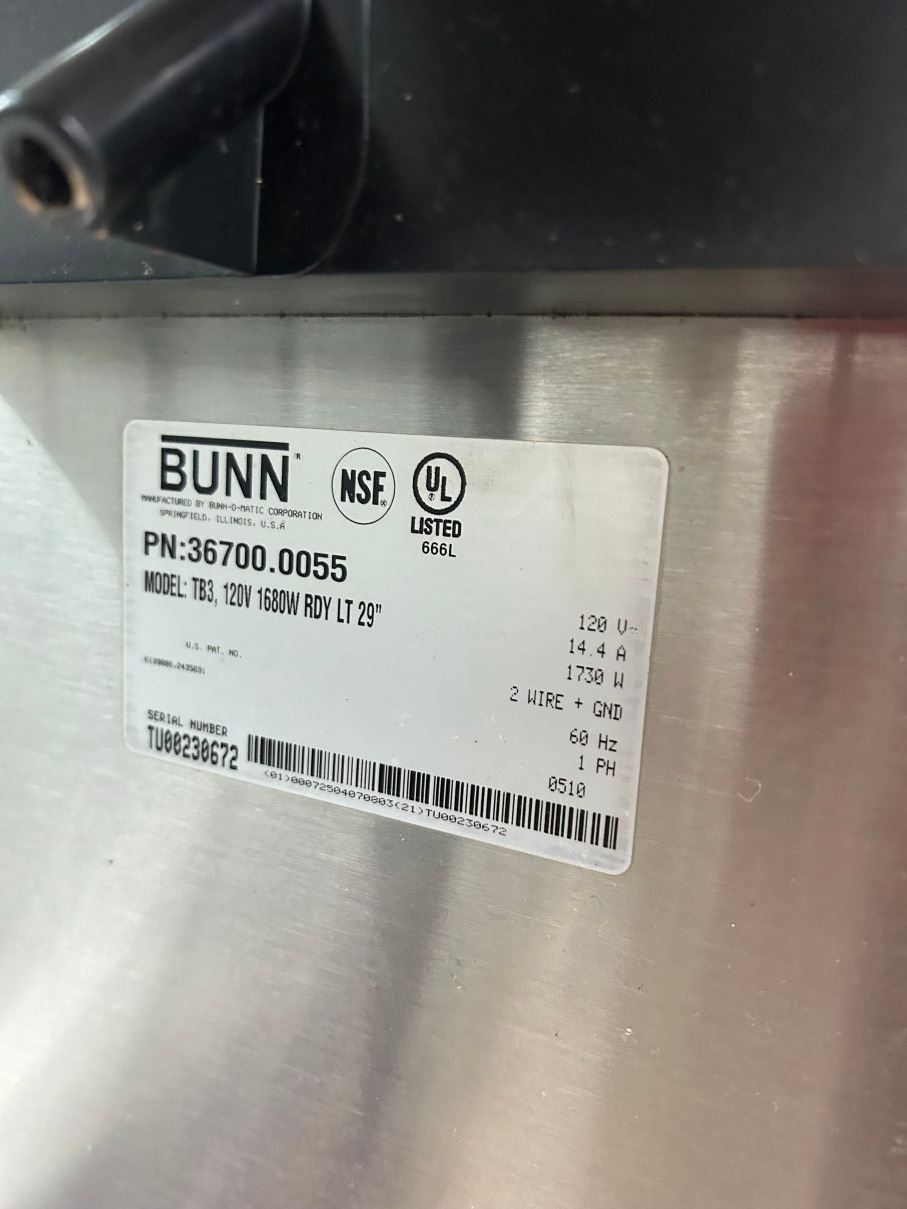 BUNN®
MANUFACTURED BY BUNN-O-MATIC CORPORATION
SPRINGFIELD, ILLINOIS, U.S.A
NSF®
UL
LISTED
666L
PN:36700.0055
MODEL: TB3, 120V 1680W RDY LT 29"
U.S. PAT. NO.
120 V~
14.4 A
1730 W
2 WIRE + GND
60 Hz
1 PH
0510
SERIAL NUMBER
TU00230672
(01)00072504070803(21)TU00230672